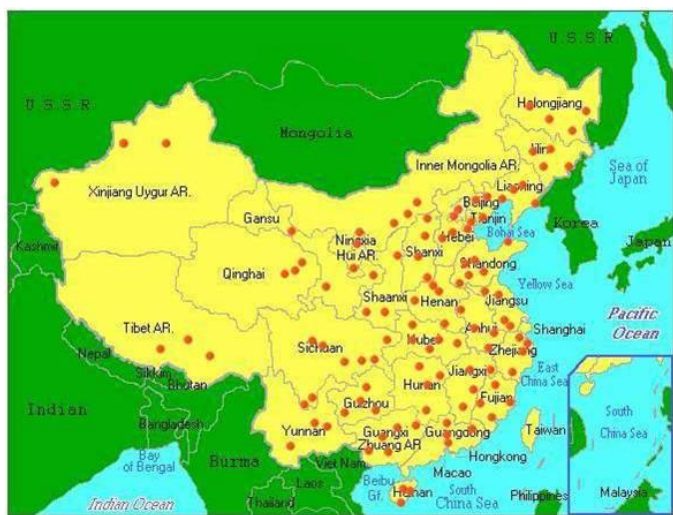 U.S.S.R.
U.S.S.R.
Mongolia
Helongjiang
Jilin
Inner Mongolia AR.
Liaoning
Sea of
Japan
Xinjiang Uygur AR.
Gansu
Beijing
Tianjin
Bohai Sea
Korea
Japan
Kashmir
Ningxia
Hui AR.
Hebei
Shanxi
Qinghai
Shandong
Yellow Sea
Shaanxi
Henan
Jiangsu
Pacific
Ocean
Tibet AR.
Nepal
Sikkim
Bhutan
Sichuan
Hubei
Anhui
Shanghai
Zhejiang
East
China Sea
Indian
Bangladesh
Hunan
Jiangxi
Guizhou
Fujian
South
China Sea
Yunnan
Guangxi
Zhuang AR
Guangdong
Taiwan
Bay
of Bengal
Burma
Viet Nam
Laos
Hongkong
Macao
Beibu
Gf.
Hainan
South
China Sea
Indian Ocean
Thailand
Philippines
Malaysia